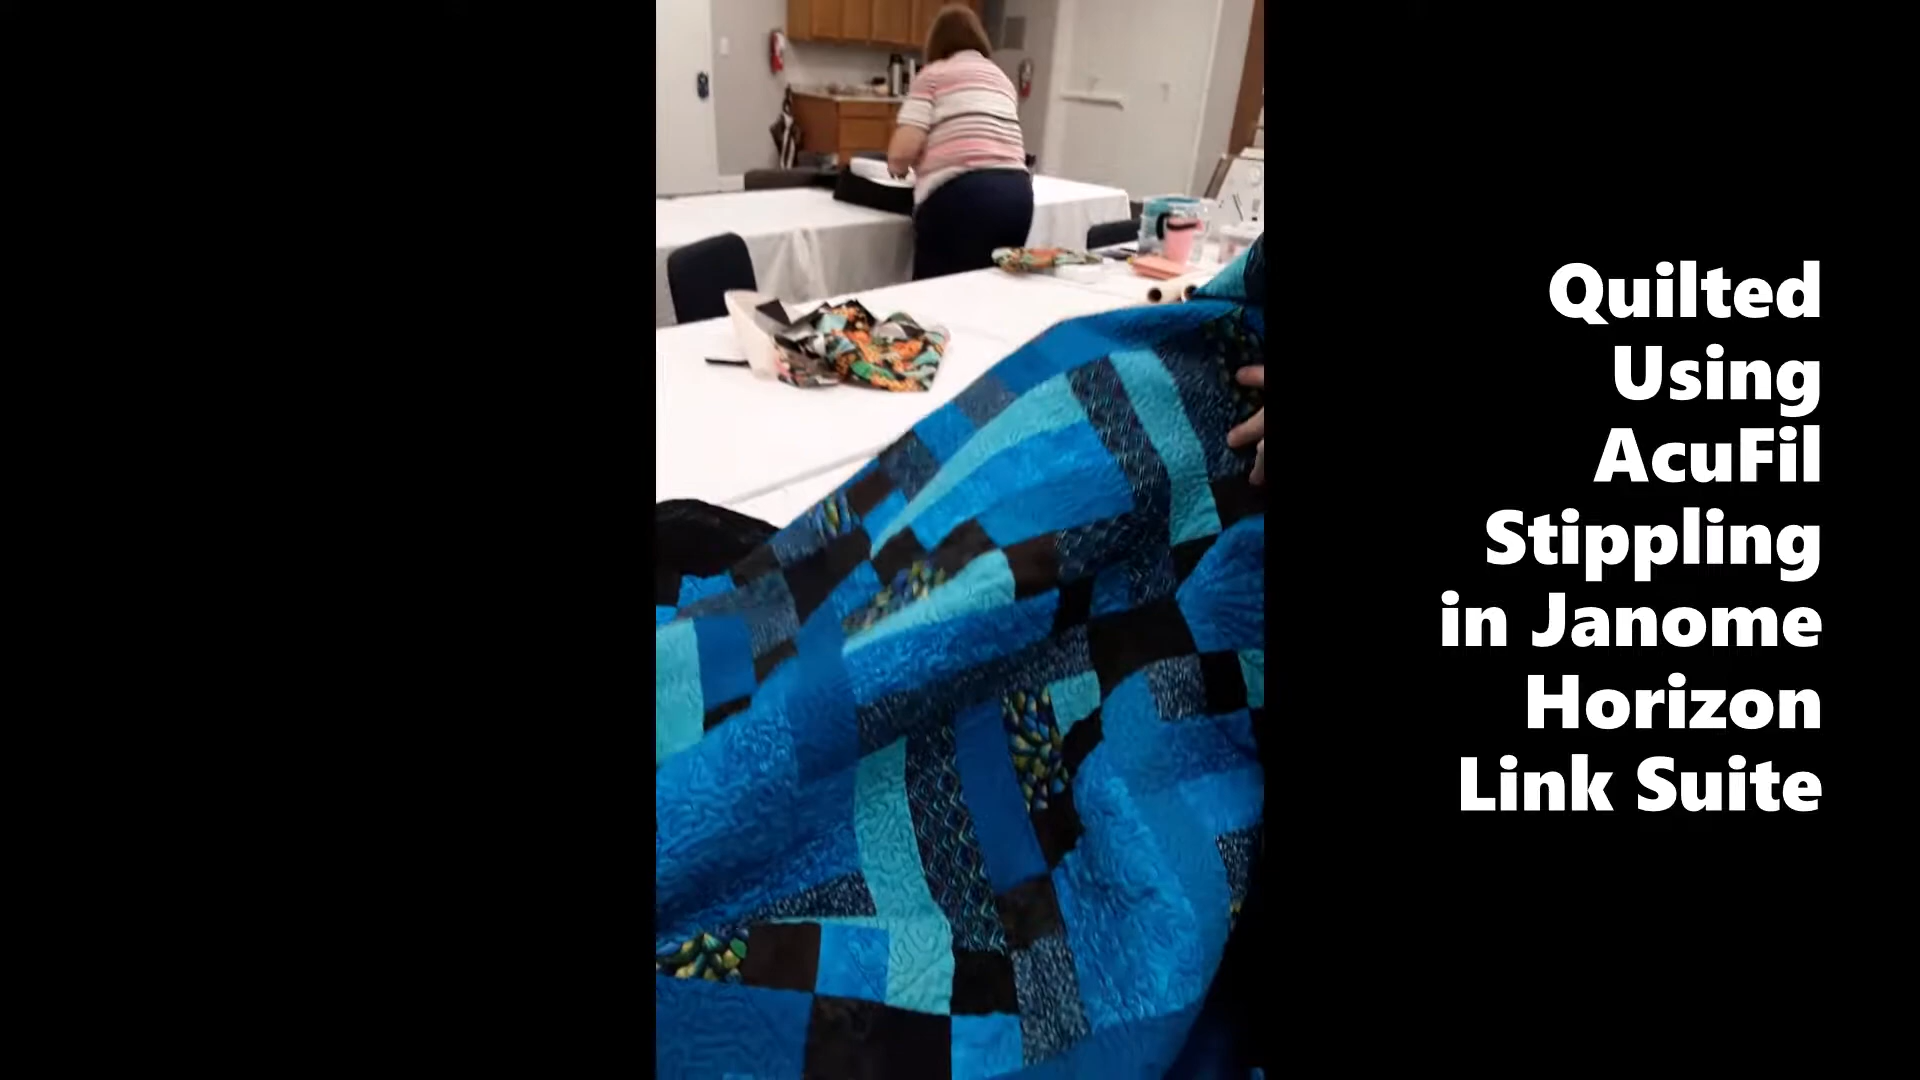 Quilted
Using
AcuFil
Stippling
in Janome
Horizon
Link Suite